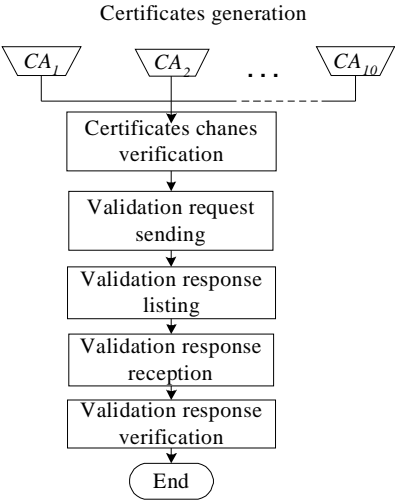 Certificates generation
CA1 CA2 ... CA10
Certificates chanes
verification
Validation request
sending
Validation response
listing
Validation response
reception
Validation response
verification
End